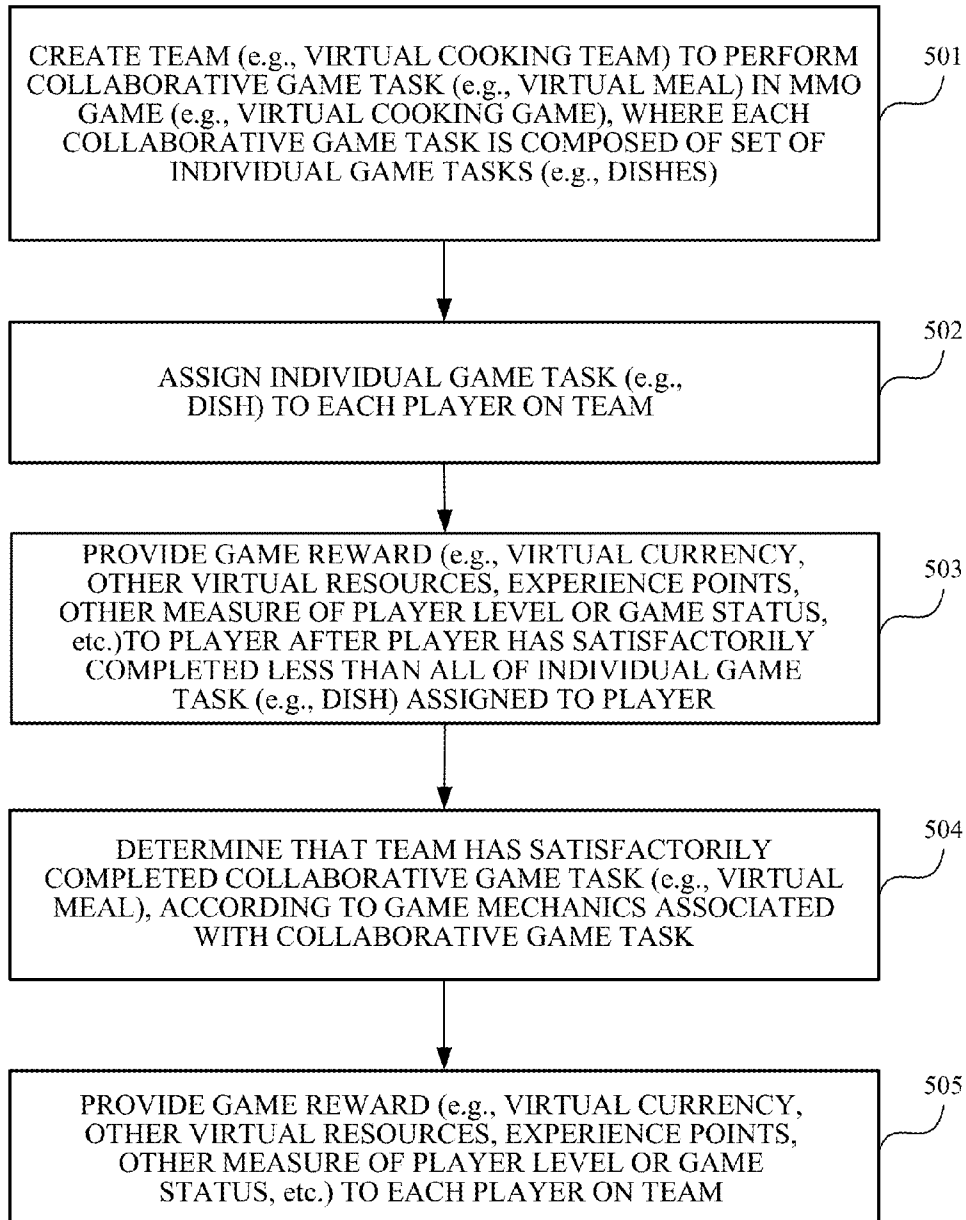 CREATE TEAM (e.g., VIRTUAL COOKING TEAM) TO PERFORM
COLLABORATIVE GAME TASK (e.g., VIRTUAL MEAL) IN MMO
GAME (e.g., VIRTUAL COOKING GAME), WHERE EACH
COLLABORATIVE GAME TASK IS COMPOSED OF SET OF
INDIVIDUAL GAME TASKS (e.g., DISHES)
501
ASSIGN INDIVIDUAL GAME TASK (e.g.,
DISH) TO EACH PLAYER ON TEAM
502
PROVIDE GAME REWARD (e.g., VIRTUAL CURRENCY,
OTHER VIRTUAL RESOURCES, EXPERIENCE POINTS,
OTHER MEASURE OF PLAYER LEVEL OR GAME STATUS,
etc.)TO PLAYER AFTER PLAYER HAS SATISFACTORILY
COMPLETED LESS THAN ALL OF INDIVIDUAL GAME
TASK (e.g., DISH) ASSIGNED TO PLAYER
503
DETERMINE THAT TEAM HAS SATISFACTORILY
COMPLETED COLLABORATIVE GAME TASK (e.g., VIRTUAL
MEAL), ACCORDING TO GAME MECHANICS ASSOCIATED
WITH COLLABORATIVE GAME TASK
504
PROVIDE GAME REWARD (e.g., VIRTUAL CURRENCY,
OTHER VIRTUAL RESOURCES, EXPERIENCE POINTS,
OTHER MEASURE OF PLAYER LEVEL OR GAME
STATUS, etc.) TO EACH PLAYER ON TEAM
505